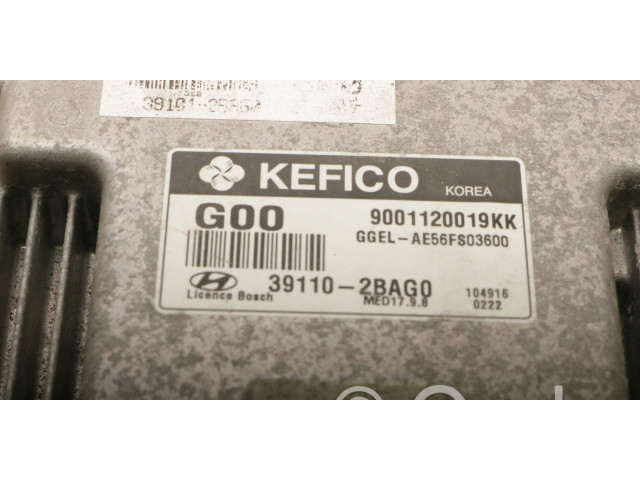 KEFICO KOREA
G00 9001120019KK
GGEL-AE56FS03600
39110-2BAG0
Licence Bosch MED17.9.8 104916
0222